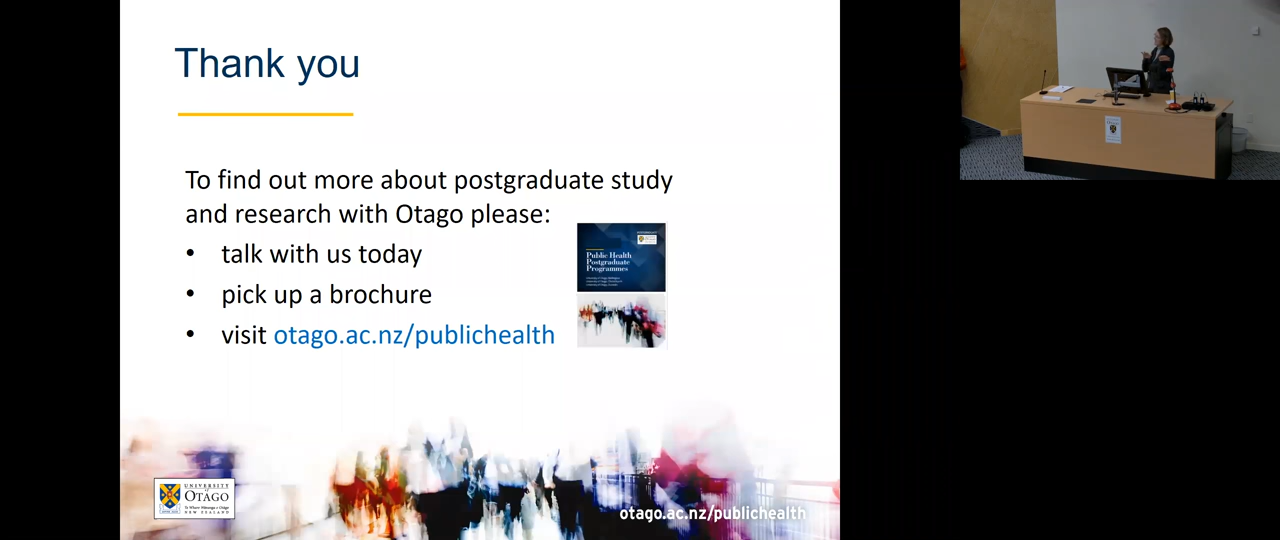 Thank you
To find out more about postgraduate study
and research with Otago please:
• talk with us today
• pick up a brochure
• visit otago.ac.nz/publichealth
Public Health
Postgraduate
Programmes
UNIVERSITY
of
OTAGO
Te Whare Wānanga o Otāgo
NEW ZEALAND
otago.ac.nz/publichealth
OTAGO